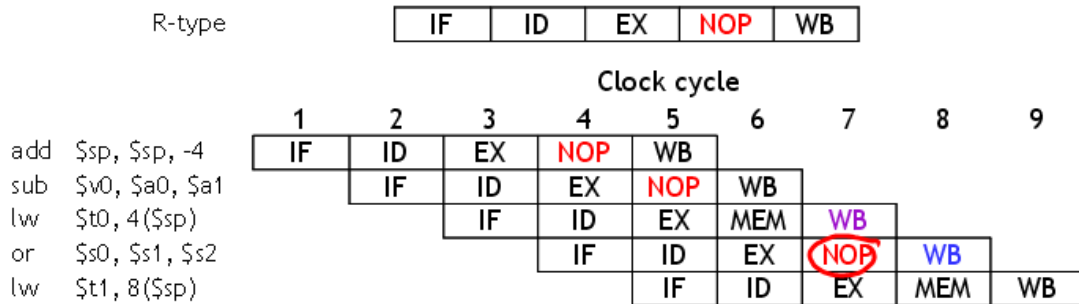 R-type IF ID EX NOP WB
Clock cycle
1 2 3 4 5 6 7 8 9
add $sp, $sp, -4 IF ID EX NOP WB
sub $v0, $a0, $a1 IF ID EX NOP WB
lw $t0, 4($sp) IF ID EX MEM WB
or $s0, $s1, $s2 IF ID EX NOP WB
lw $t1, 8($sp) IF ID EX MEM WB